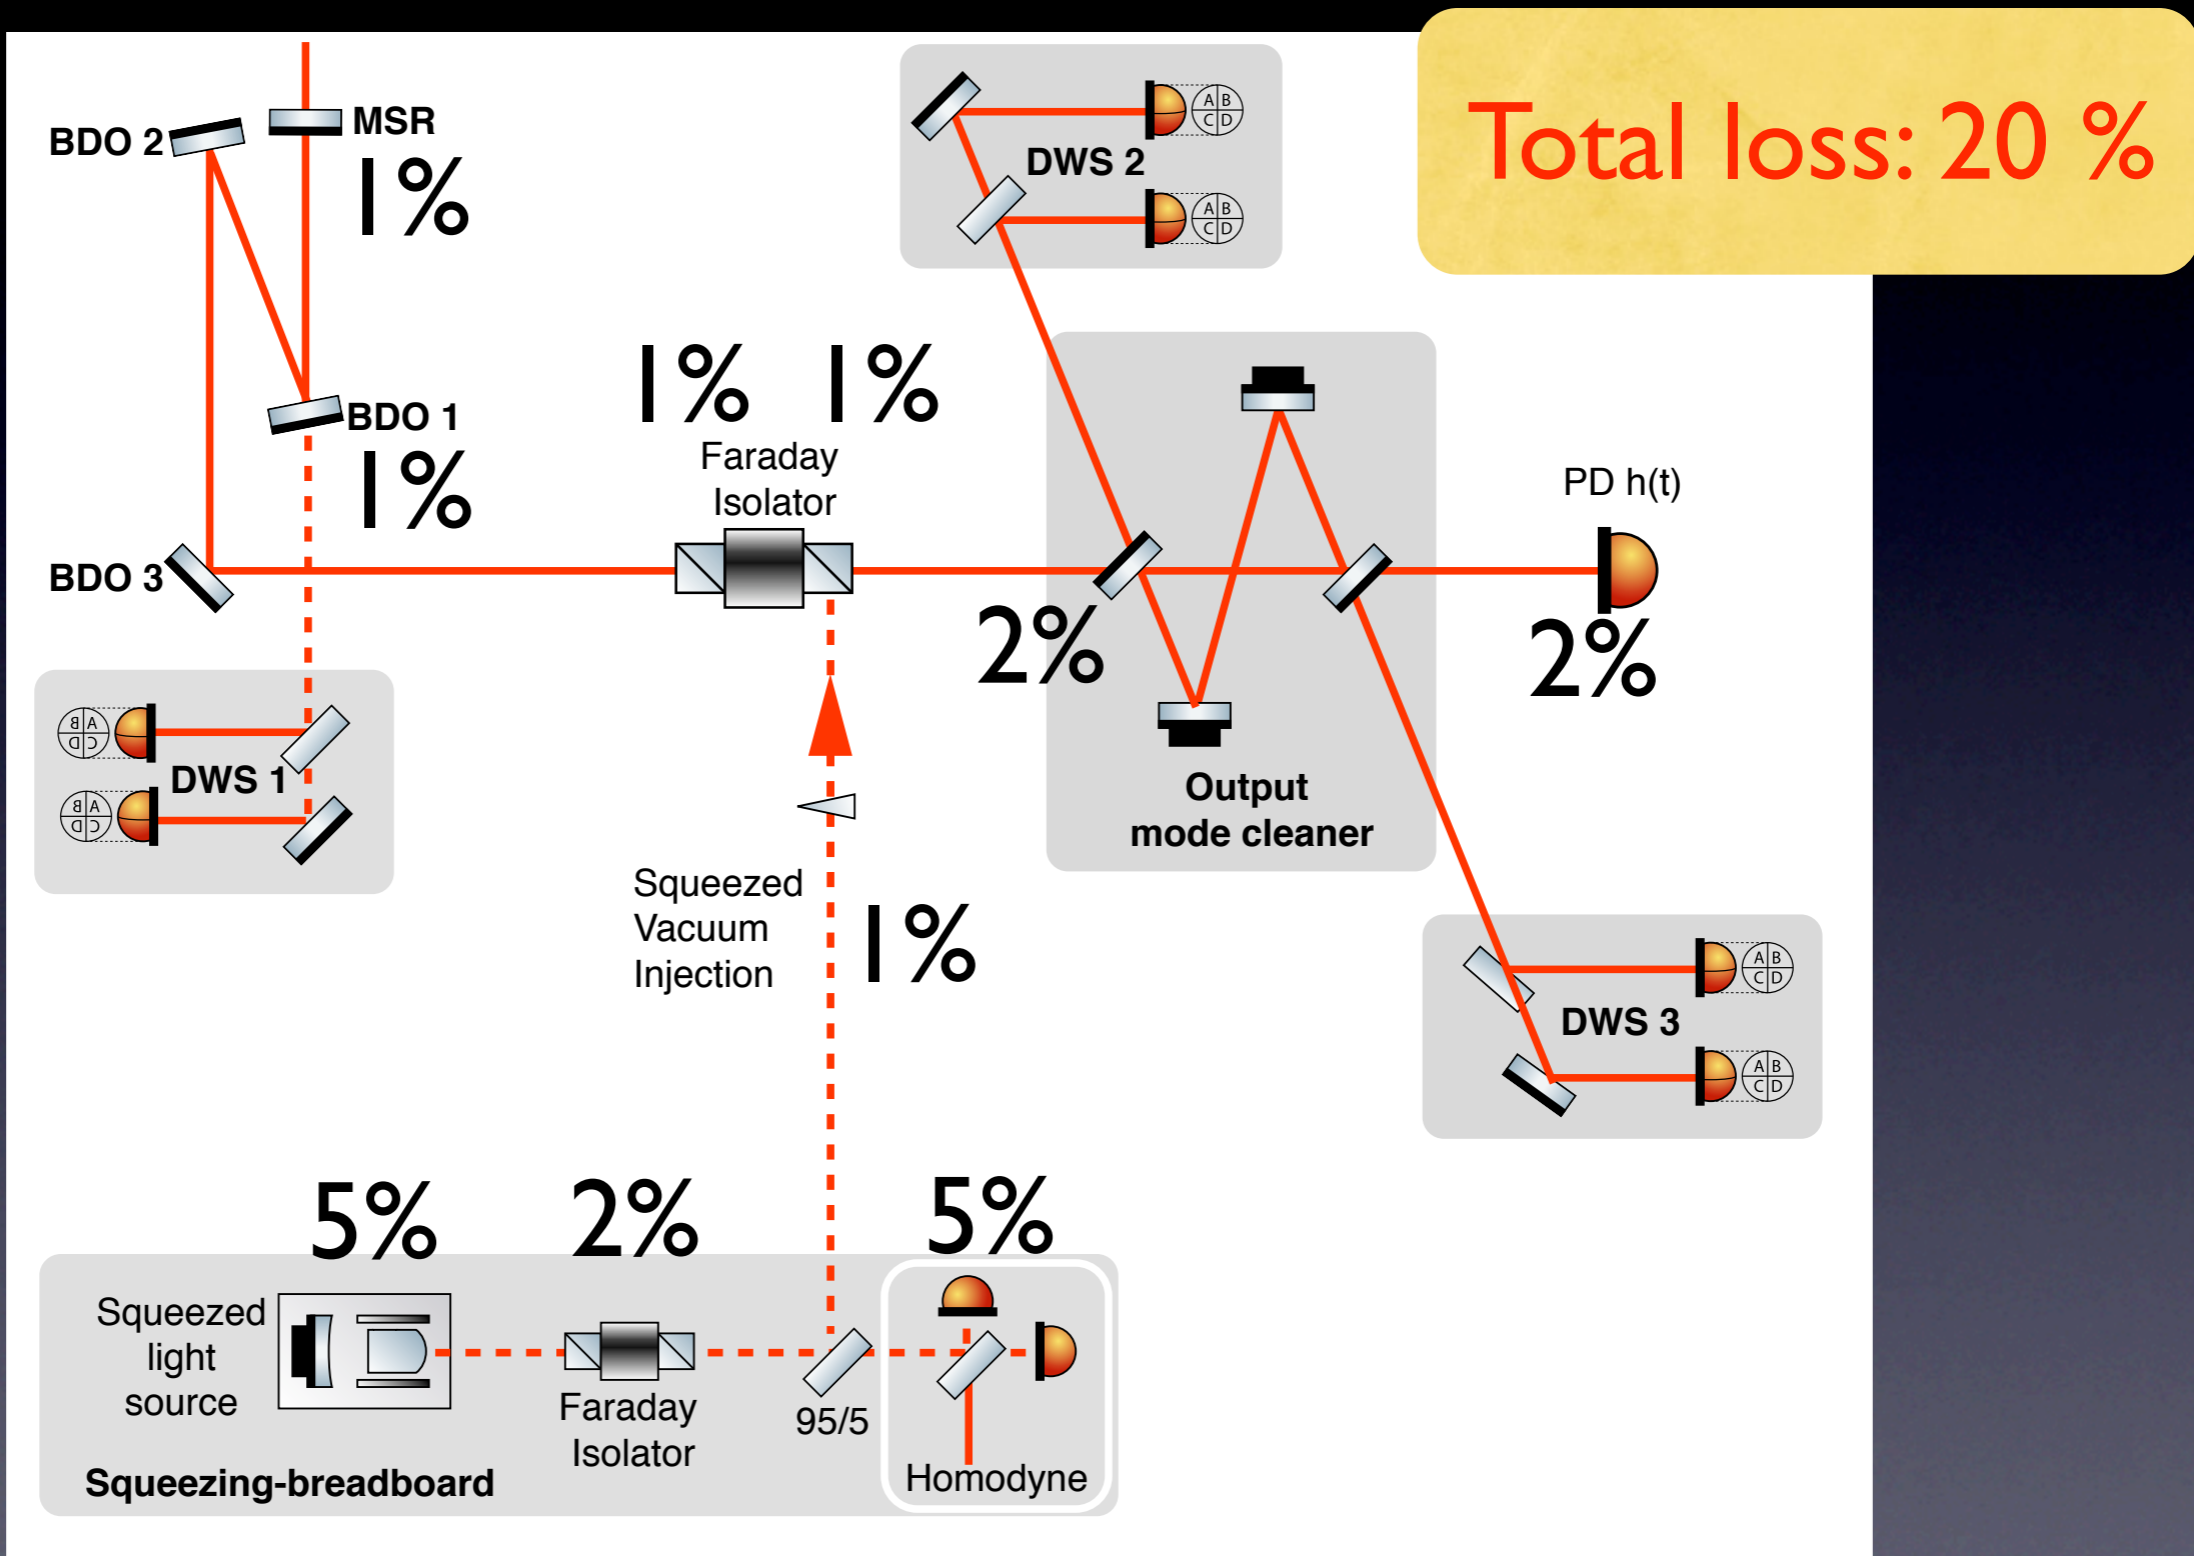 Total loss: 20 %
BDO 2
MSR
1%
DWS 2
A B
C D
A B
C D
1% 1%
BDO 1
1%
Faraday
Isolator
PD h(t)
BDO 3
2%
2%
A B
C D
DWS 1
A B
C D
Output
mode cleaner
Squeezed
Vacuum
Injection
1%
A B
C D
DWS 3
A B
C D
5%
2%
5%
Squeezed
light
source
Faraday
Isolator
95/5
Homodyne
Squeezing-breadboard